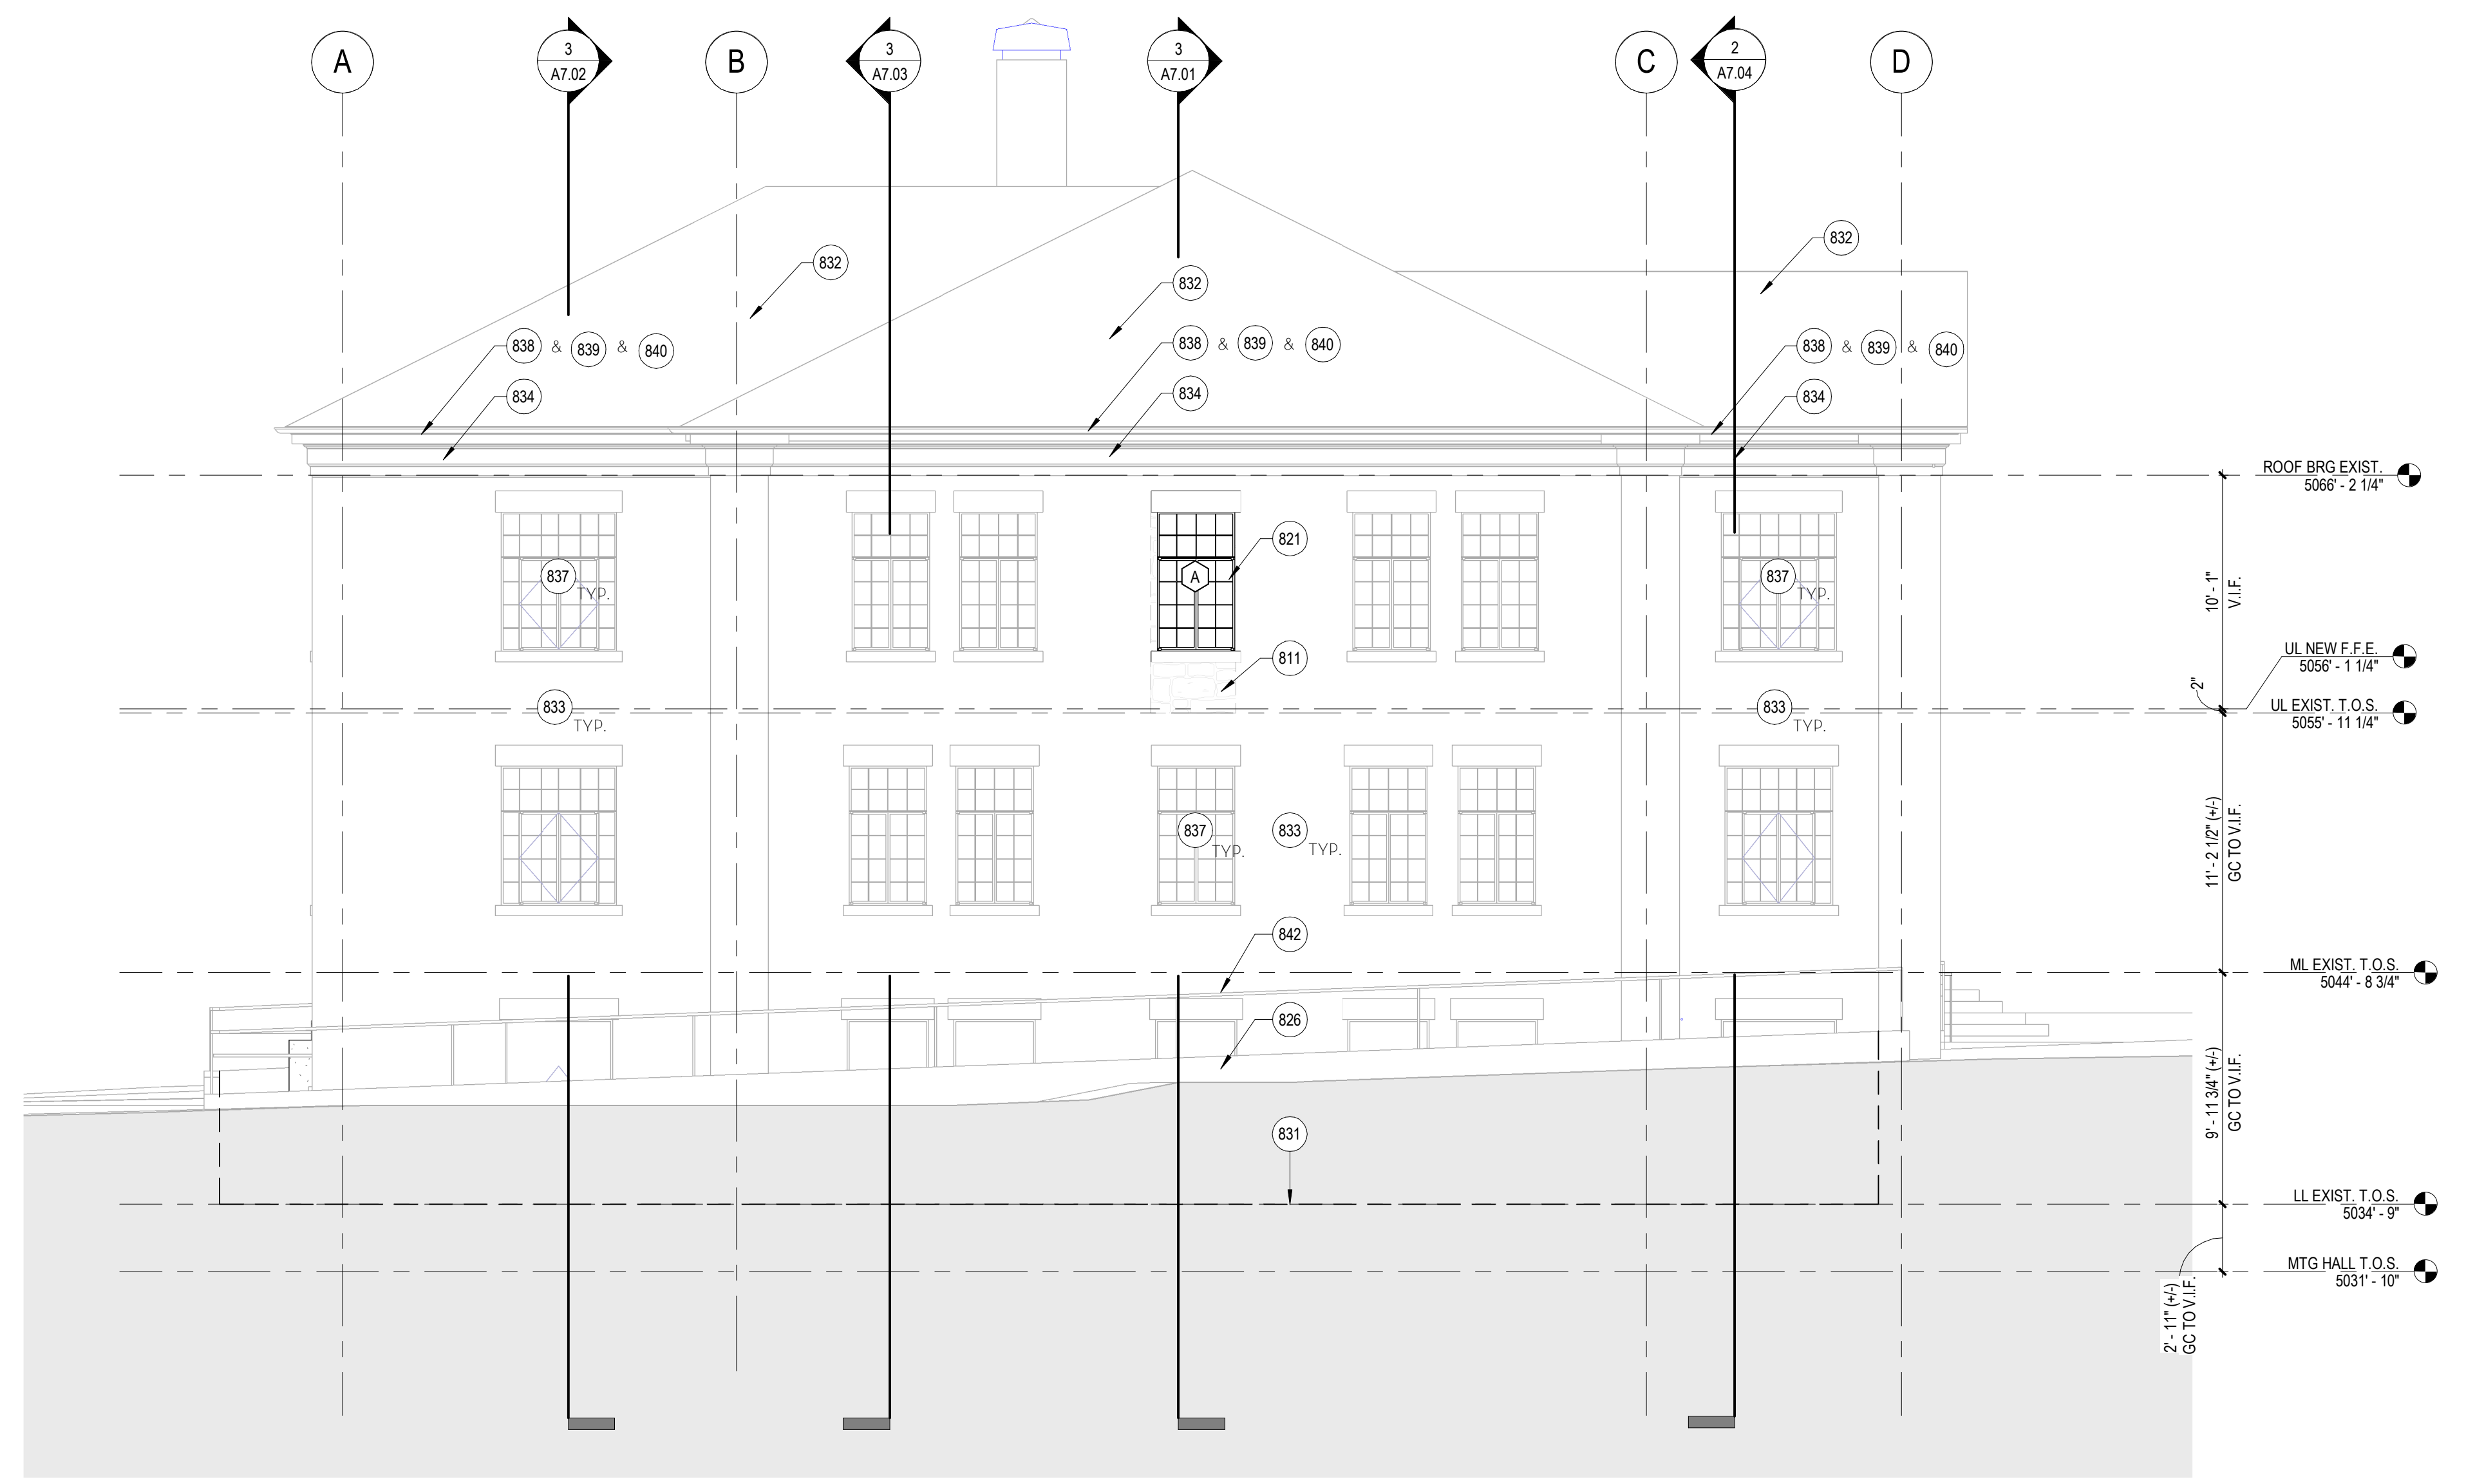 A
3
A7.02
B
3
A7.03
3
A7.01
C
2
A7.04
D
832
832
832
838 & 839 & 840
838 & 839 & 840
838 & 839 & 840
834
834
834
ROOF BRG EXIST.
5066' - 2 1/4"
821
837
TYP.
A
837
TYP.
10' - 1"
V.I.F.
811
UL NEW F.F.E.
5056' - 1 1/4"
2"
833
TYP.
833
TYP.
UL EXIST. T.O.S.
5055' - 11 1/4"
837
TYP.
833
TYP.
11' - 2 1/2" (+/-)
GC TO V.I.F.
842
ML EXIST. T.O.S.
5044' - 8 3/4"
826
9' - 11 3/4" (+/-)
GC TO V.I.F.
831
LL EXIST. T.O.S.
5034' - 9"
MTG HALL T.O.S.
5031' - 10"
2' - 11" (+/-)
GC TO V.I.F.